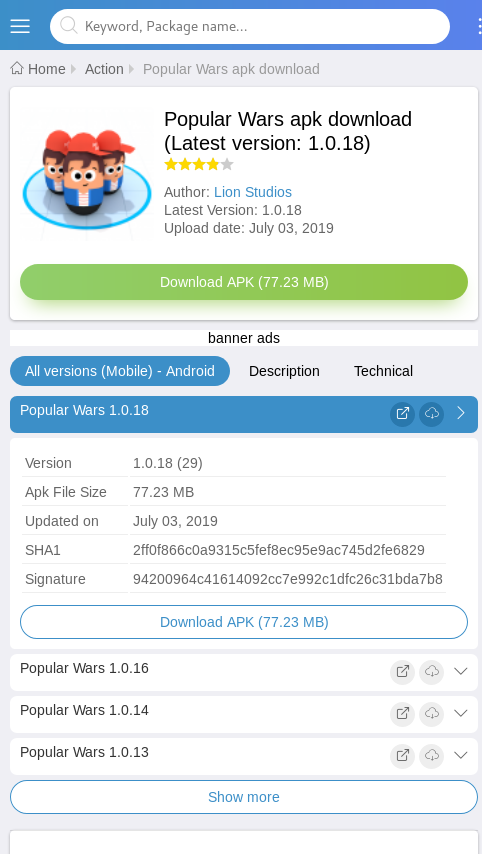 Keyword, Package name...
Home Action Popular Wars apk download
Popular Wars apk download
(Latest version: 1.0.18)
Author: Lion Studios
Latest Version: 1.0.18
Upload date: July 03, 2019
Download APK (77.23 MB)
banner ads
All versions (Mobile) - Android Description Technical
Popular Wars 1.0.18
Version 1.0.18 (29)
Apk File Size 77.23 MB
Updated on July 03, 2019
SHA1 2ff0f866c0a9315c5fef8ec95e9ac745d2fe6829
Signature 94200964c41614092cc7e992c1dfc26c31bda7b8
Download APK (77.23 MB)
Popular Wars 1.0.16
Popular Wars 1.0.14
Popular Wars 1.0.13
Show more